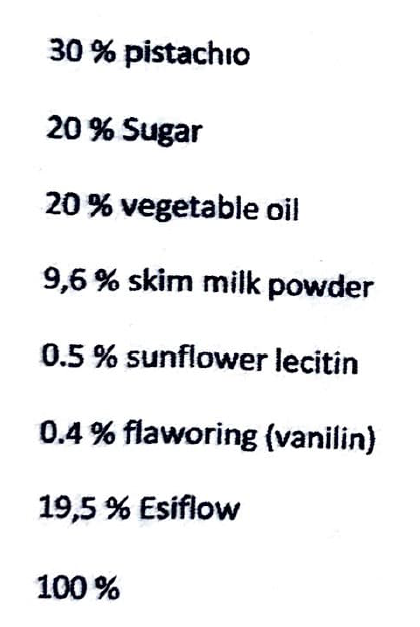 30 % pistachio
20 % Sugar
20 % vegetable oil
9,6 % skim milk powder
0.5 % sunflower lecitin
0.4 % flaworing (vanilin)
19,5 % Esiflow
100 %